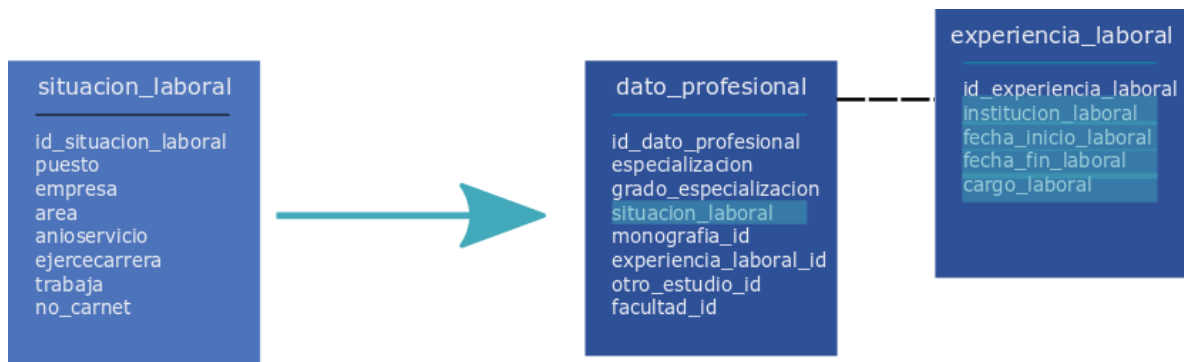 situacion_laboral
id_situacion_laboral
puesto
empresa
area
anioservicio
ejercecarrera
trabaja
no_carnet
dato_profesional
id_dato_profesional
especializacion
grado_especializacion
situacion_laboral
monografia_id
experiencia_laboral_id
otro_estudio_id
facultad_id
experiencia_laboral
id_experiencia_laboral
institucion_laboral
fecha_inicio_laboral
fecha_fin_laboral
cargo_laboral